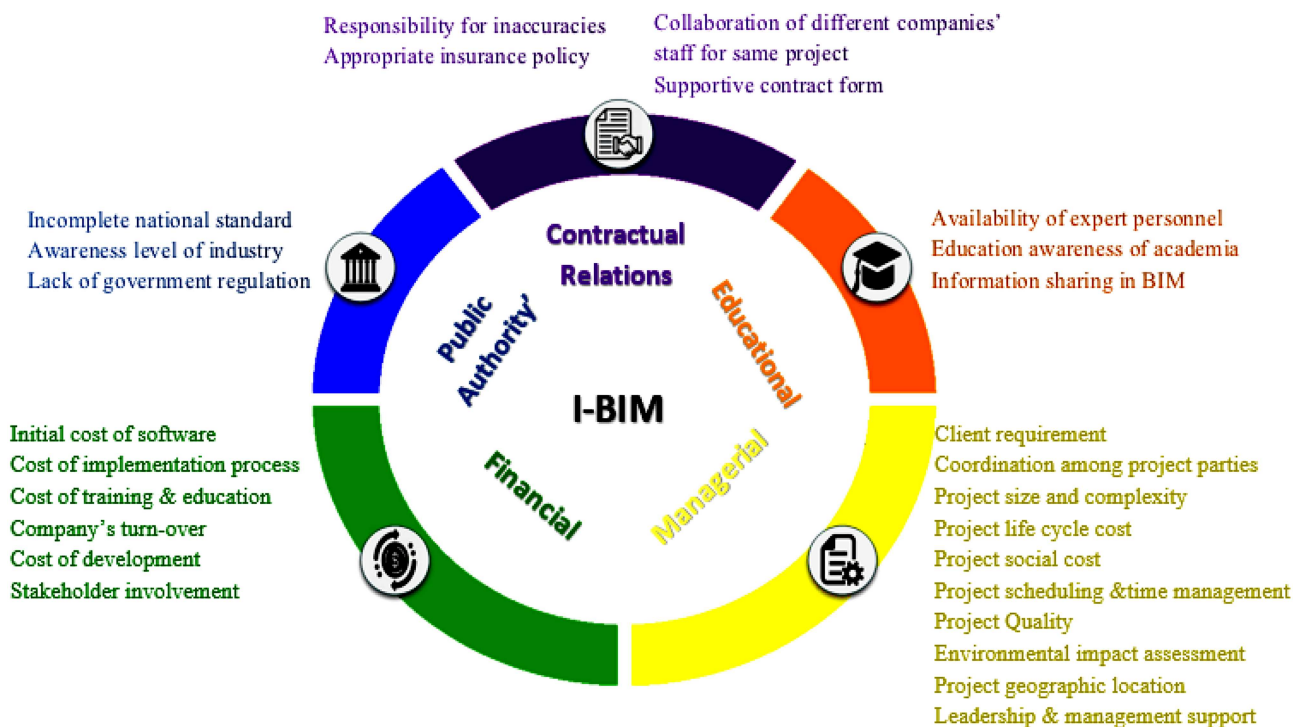 Responsibility for inaccuracies
Appropriate insurance policy
Collaboration of different companies'
staff for same project
Supportive contract form
Incomplete national standard
Awareness level of industry
Lack of government regulation
Contractual
Relations
Public
Authority'
Educational
Availability of expert personnel
Education awareness of academia
Information sharing in BIM
I-BIM
Financial
Managerial
Initial cost of software
Cost of implementation process
Cost of training & education
Company's turn-over
Cost of development
Stakeholder involvement
Client requirement
Coordination among project parties
Project size and complexity
Project life cycle cost
Project social cost
Project scheduling &time management
Project Quality
Environmental impact assessment
Project geographic location
Leadership & management support